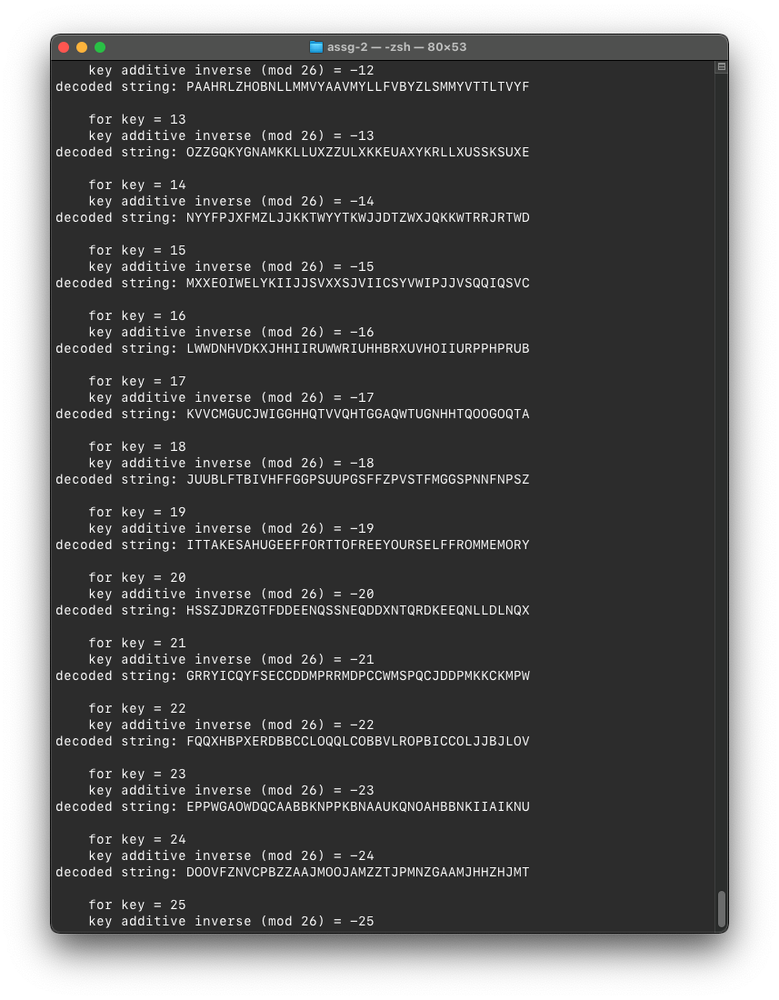 assg-2 — -zsh — 80×53
key additive inverse (mod 26) = -12
decoded string: PAAHRLZHOBNLLMMVYAAVMYLLFVBYZLSMMYVTTLTVYF
for key = 13
key additive inverse (mod 26) = -13
decoded string: OZZGQKYGNAMKKLLUXZZULXKKEUAXYKRLLXUSSKSUXE
for key = 14
key additive inverse (mod 26) = -14
decoded string: NYYFPJXFMZLJJKKTWYYTKWJJDTZWXJQKKWTRRJRTWD
for key = 15
key additive inverse (mod 26) = -15
decoded string: MXXEOIWELYKIIJJSVXXSJVIICSYVWIPJJVSQQIQSVC
for key = 16
key additive inverse (mod 26) = -16
decoded string: LWWDNHVDKXJHHIIRUWWRIUHHBRXUVHOIIURPPHPRUB
for key = 17
key additive inverse (mod 26) = -17
decoded string: KVVCMGUCJWIGGHHQTVVQHTGGAQWTUGNHHTQOOGOQTA
for key = 18
key additive inverse (mod 26) = -18
decoded string: JUUBLFTBIVHFFGGPSUUPGSFFZPVSTFMGGSPNNFNPSZ
for key = 19
key additive inverse (mod 26) = -19
decoded string: ITTAKESAHUGEEFFORTTOFREEYOURSELFFROMMEMORY
for key = 20
key additive inverse (mod 26) = -20
decoded string: HSSZJDRZGTFDDEENQSSNEQDDXNTQRDKEEQNLLDLNQX
for key = 21
key additive inverse (mod 26) = -21
decoded string: GRRYICQYFSECCDDMPRRMDPCCWMSPQCJDDPMKKCKMPW
for key = 22
key additive inverse (mod 26) = -22
decoded string: FQQXHBPXERDBBCCLOQQLCOBBVLROPBICCOLJJBJLOV
for key = 23
key additive inverse (mod 26) = -23
decoded string: EPPWGAOWDQCAABBKNPPKBNAAUKQNOAHBBNKIIAIKNU
for key = 24
key additive inverse (mod 26) = -24
decoded string: DOOVFZNVCPBZZAAJMOOJAMZZTJPMNZGAAMJHHZHJMT
for key = 25
key additive inverse (mod 26) = -25